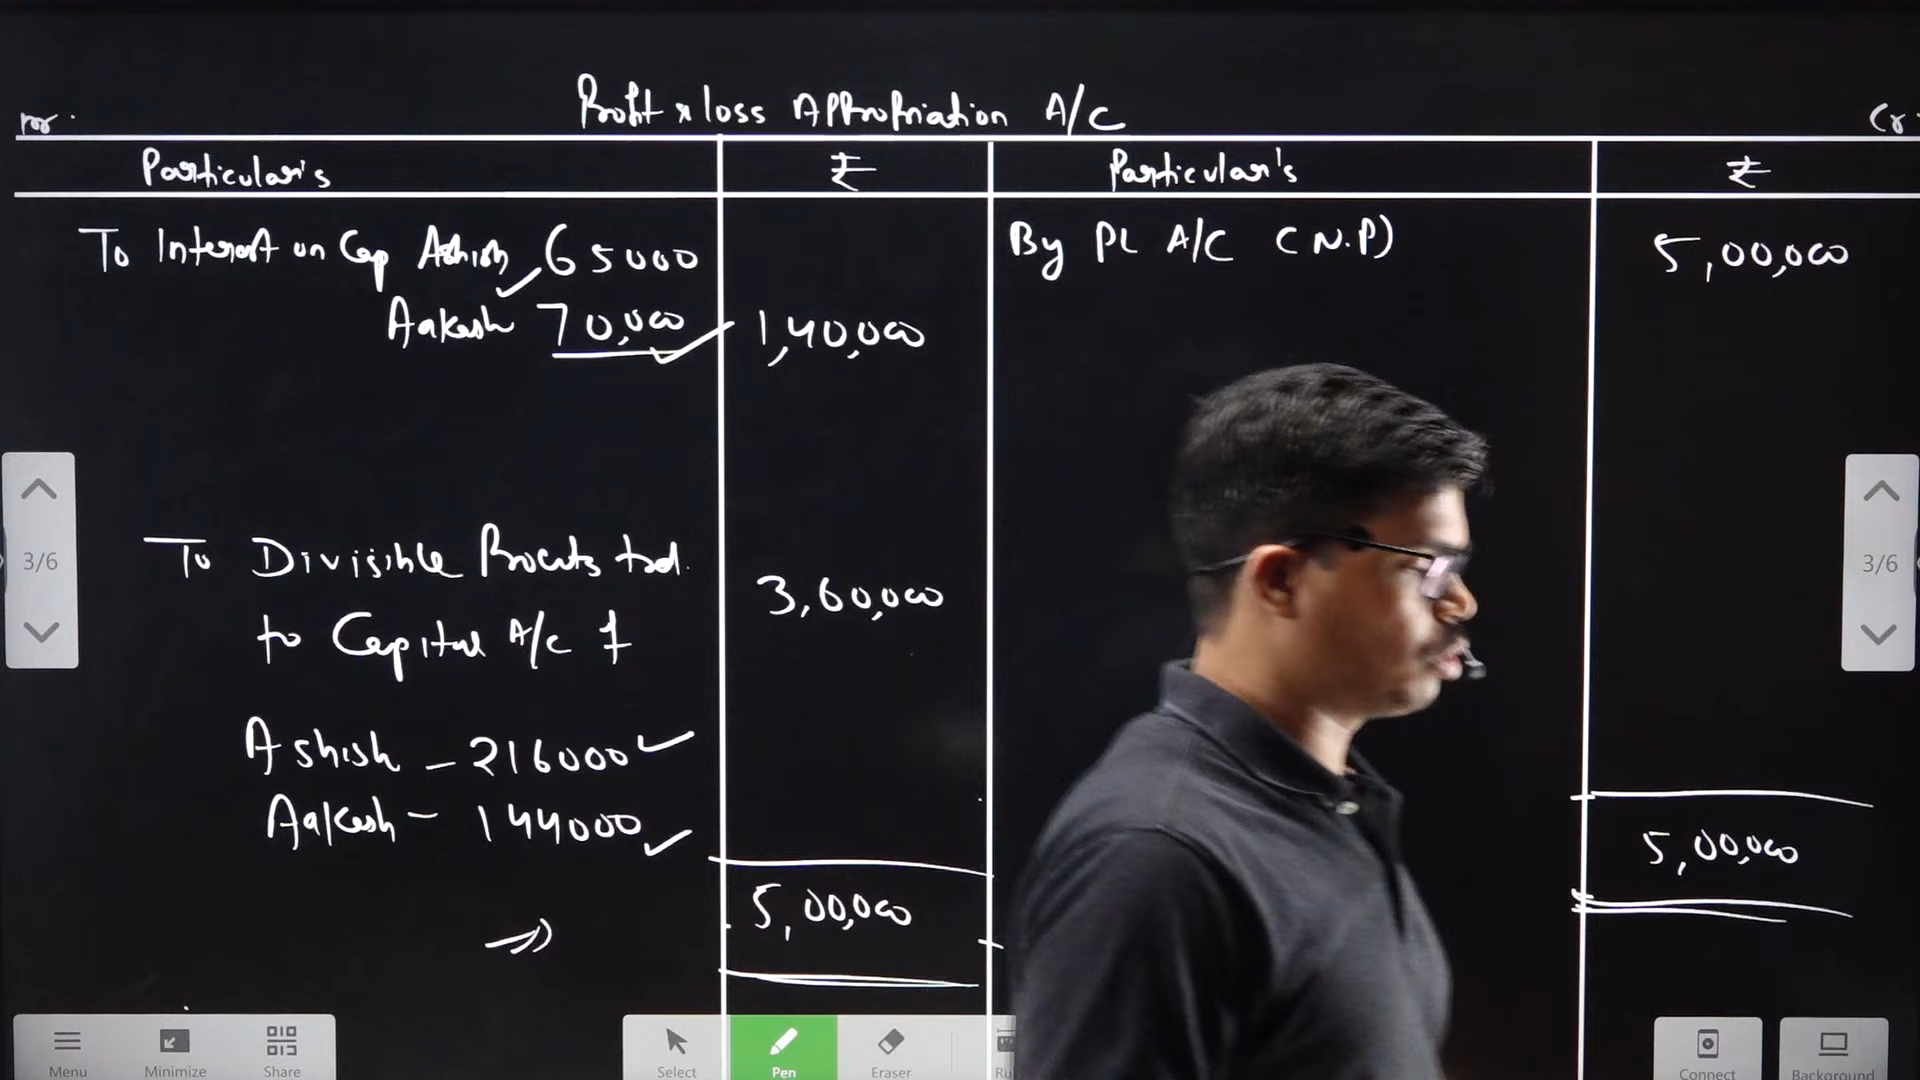 Profit & loss Appropriation A/C
Dr.
Cr.
Particular's
₹
Particular's
₹
To Interest on Cap Ashish 65000
Aakash 70,000
1,40,000
By PL A/C (N.P)
5,00,000
To Divisible Profits tsd.
to Capital A/c of
3,60,000
Ashish - 216000
Aakash - 144000
5,00,000
5,00,000
3/6
3/6
Menu
Minimize
Share
Select
Pen
Eraser
Connect
Background